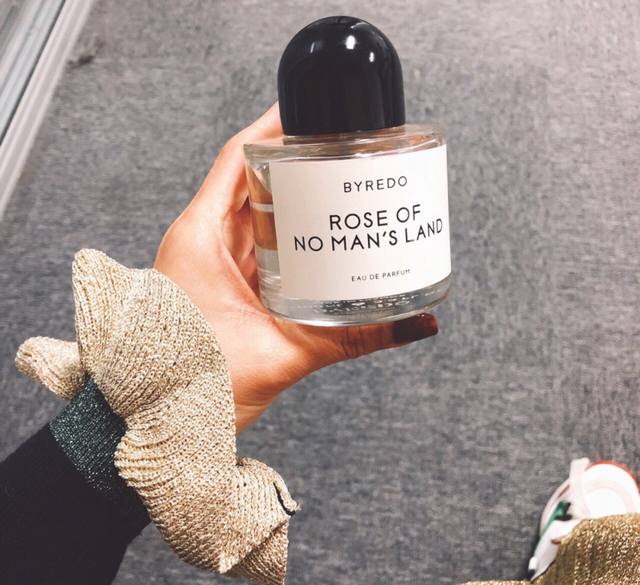 BYREDO
ROSE OF
NO MAN'S LAND
EAU DE PARFUM